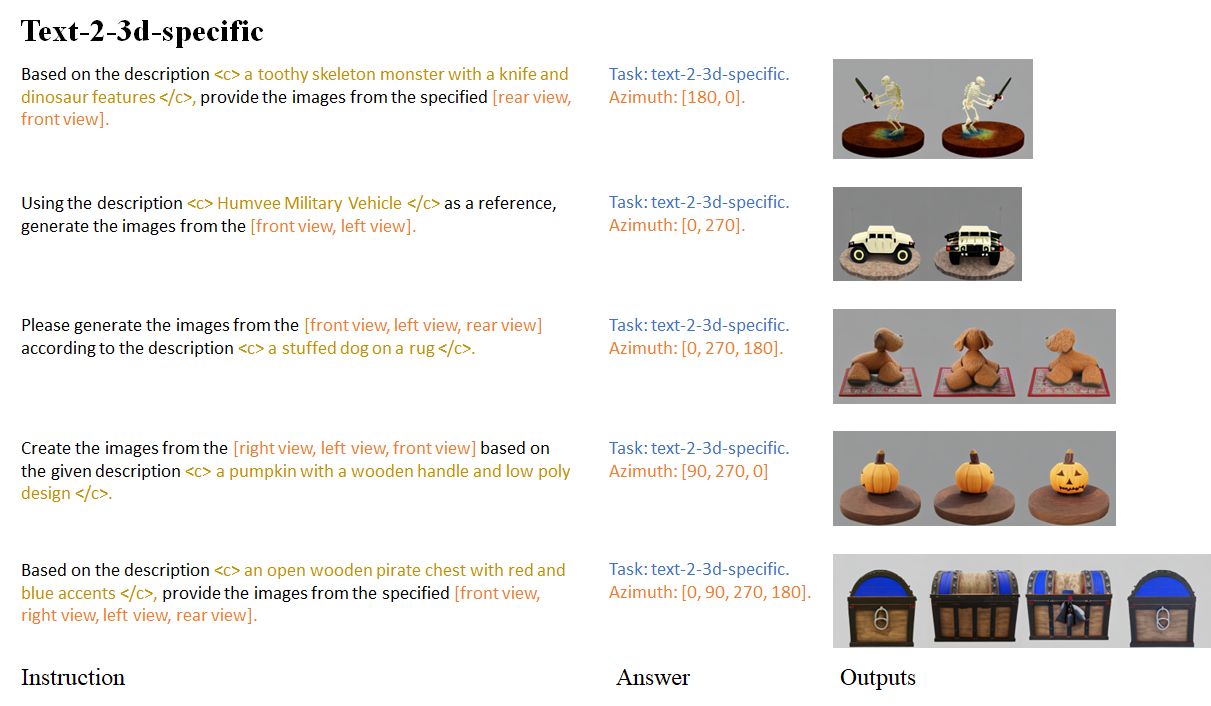 Text-2-3d-specific
Based on the description <c> a toothy skeleton monster with a knife and
dinosaur features </c>, provide the images from the specified [rear view,
front view].
Task: text-2-3d-specific.
Azimuth: [180, 0].
Using the description <c> Humvee Military Vehicle </c> as a reference,
generate the images from the [front view, left view].
Task: text-2-3d-specific.
Azimuth: [0, 270].
Please generate the images from the [front view, left view, rear view]
according to the description <c> a stuffed dog on a rug </c>.
Task: text-2-3d-specific.
Azimuth: [0, 270, 180].
Create the images from the [right view, left view, front view] based on
the given description <c> a pumpkin with a wooden handle and low poly
design </c>.
Task: text-2-3d-specific.
Azimuth: [90, 270, 0]
Based on the description <c> an open wooden pirate chest with red and
blue accents </c>, provide the images from the specified [front view,
right view, left view, rear view].
Task: text-2-3d-specific.
Azimuth: [0, 90, 270, 180].
Instruction
Answer
Outputs